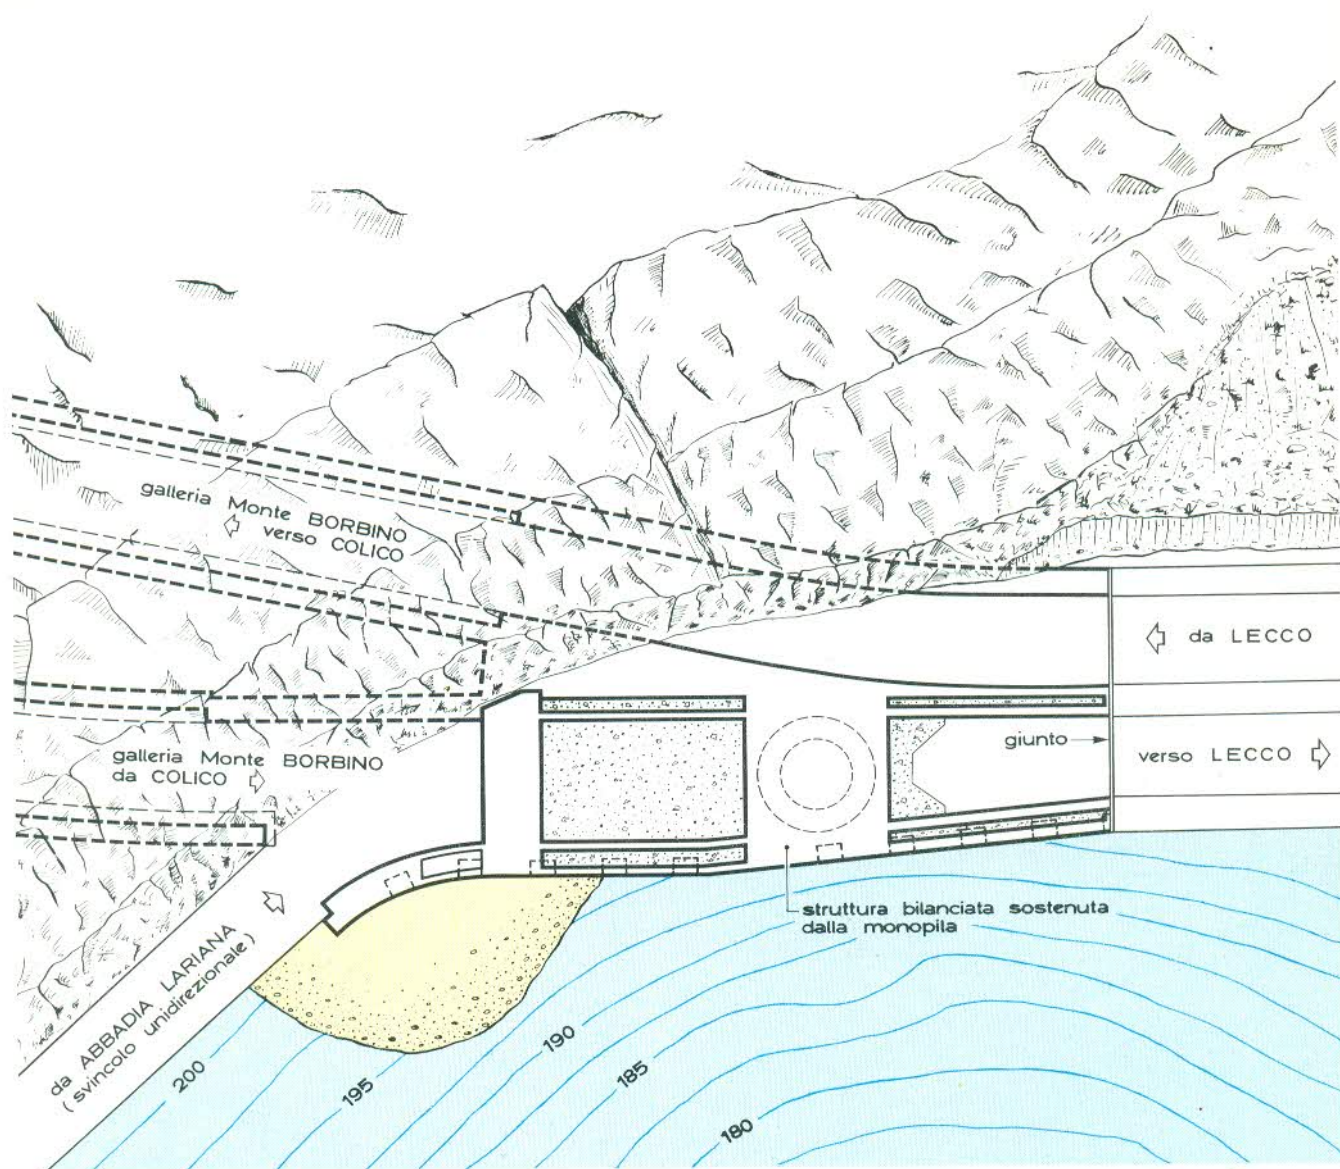 galleria Monte BORBINO
verso COLICO
da LECCO
giunto
verso LECCO
galleria Monte BORBINO
da COLICO
struttura bilanciata sostenuta
dalla monopila
da ABBADIA LARIANA
(svincolo unidirezionale)
200
195
190
185
180